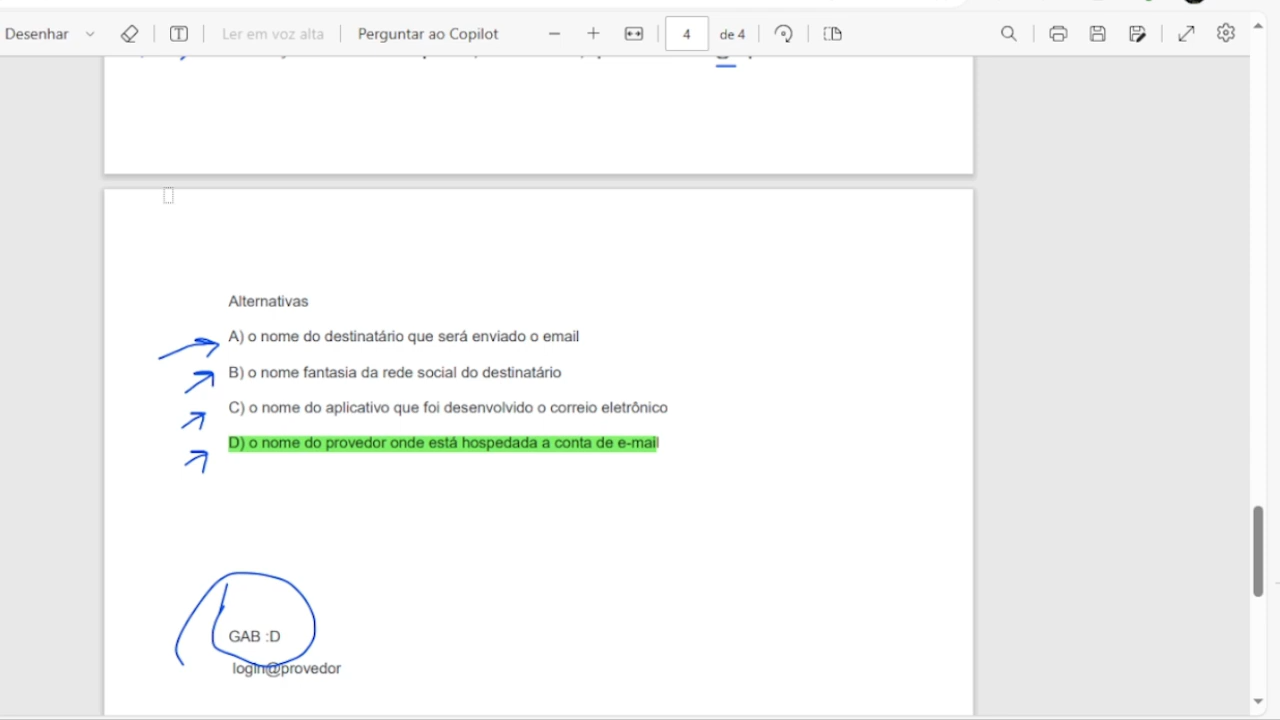 Desenhar
Ler em voz alta
Perguntar ao Copilot
4
de 4
Alternativas
A) o nome do destinatário que será enviado o email
B) o nome fantasia da rede social do destinatário
C) o nome do aplicativo que foi desenvolvido o correio eletrônico
D) o nome do provedor onde está hospedada a conta de e-mail
GAB :D
login@provedor